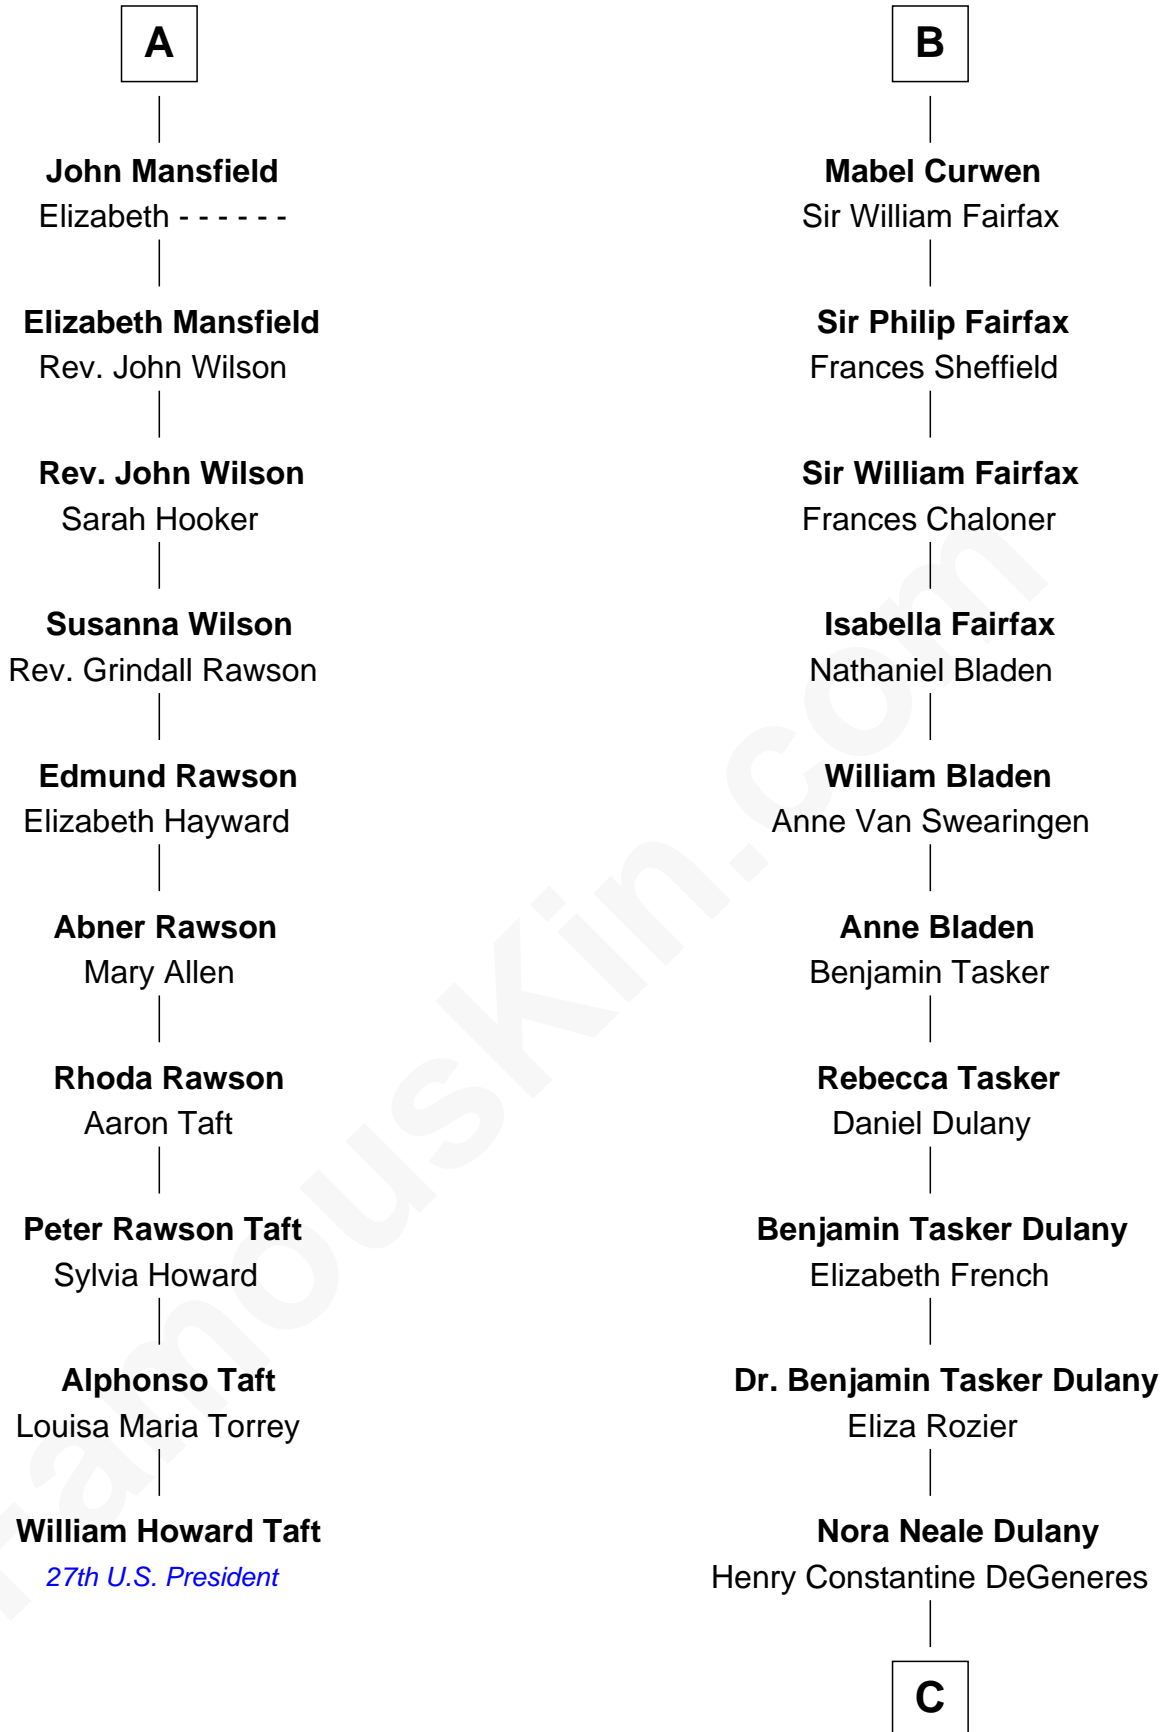 A
John Mansfield
Elizabeth - - - - - -
Elizabeth Mansfield
Rev. John Wilson
Rev. John Wilson
Sarah Hooker
Susanna Wilson
Rev. Grindall Rawson
Edmund Rawson
Elizabeth Hayward
Abner Rawson
Mary Allen
Rhoda Rawson
Aaron Taft
Peter Rawson Taft
Sylvia Howard
Alphonso Taft
Louisa Maria Torrey
William Howard Taft
27th U.S. President
B
Mabel Curwen
Sir William Fairfax
Sir Philip Fairfax
Frances Sheffield
Sir William Fairfax
Frances Chaloner
Isabella Fairfax
Nathaniel Bladen
William Bladen
Anne Van Swearingen
Anne Bladen
Benjamin Tasker
Rebecca Tasker
Daniel Dulany
Benjamin Tasker Dulany
Elizabeth French
Dr. Benjamin Tasker Dulany
Eliza Rozier
Nora Neale Dulany
Henry Constantine DeGeneres
C
FamousKin.com